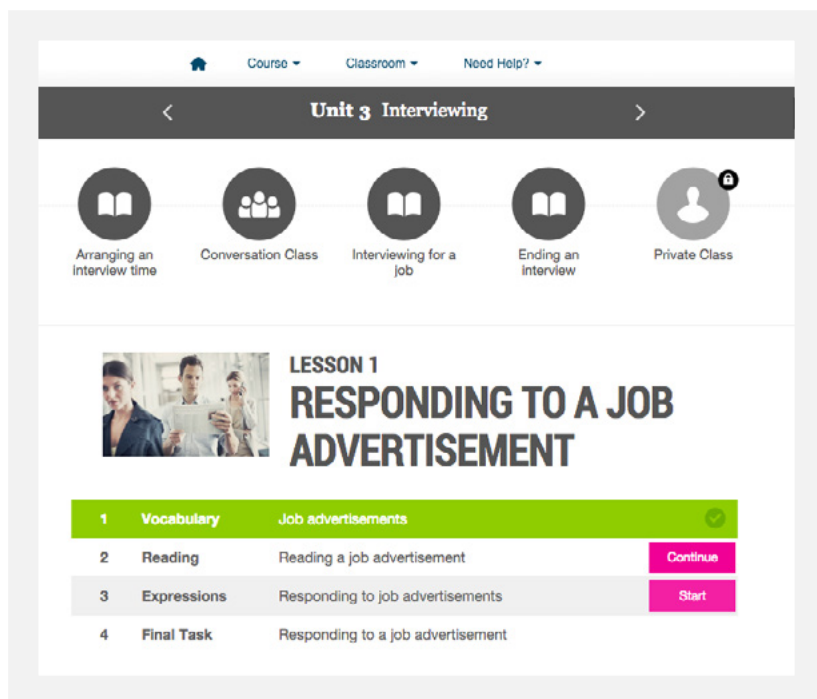 Course Classroom Need Help?
Unit 3 Interviewing
Arranging an
interview time
Conversation Class
Interviewing for a
job
Ending an
interview
Private Class
LESSON 1
RESPONDING TO A JOB
ADVERTISEMENT
1 Vocabulary Job advertisements
2 Reading Reading a job advertisement Continue
3 Expressions Responding to job advertisements Start
4 Final Task Responding to a job advertisement